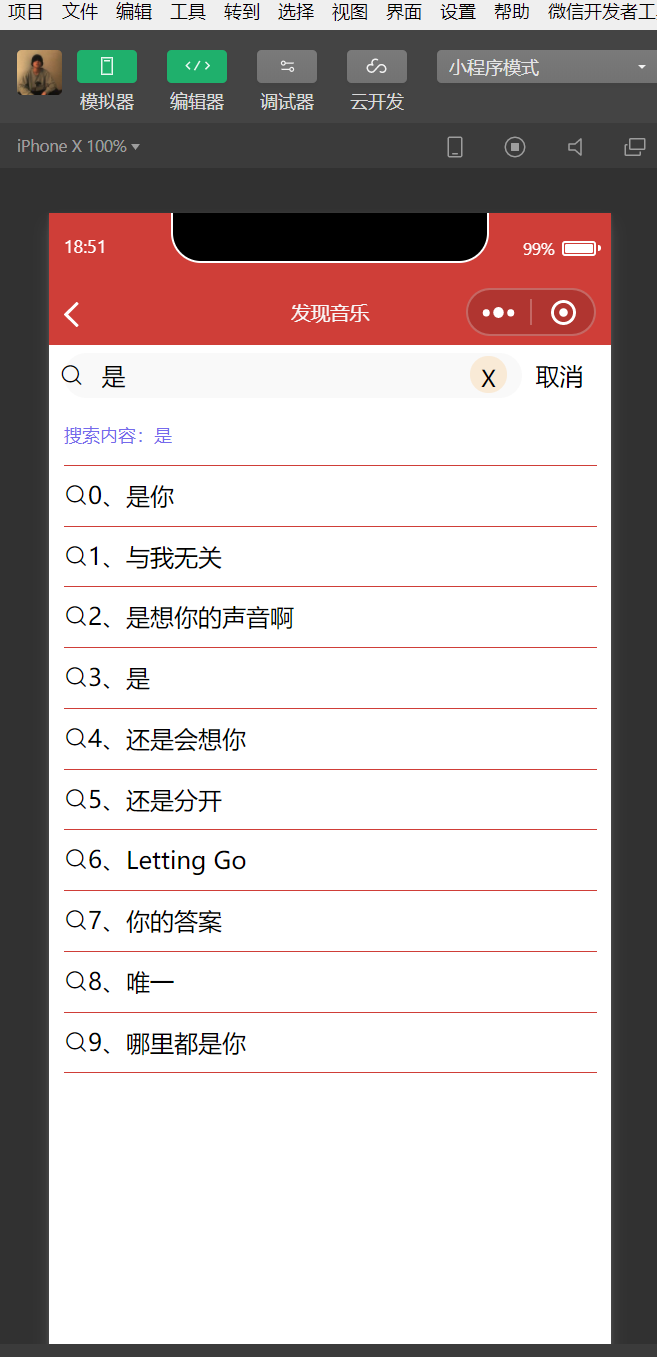 项目 文件 编辑 工具 转到 选择 视图 界面 设置 帮助 微信开发者工
模拟器 编辑器 调试器 云开发 小程序模式
iPhone X 100%
18:51 99%
发现音乐
是 X 取消
搜索内容：是
0、是你
1、与我无关
2、是想你的声音啊
3、是
4、还是会想你
5、还是分开
6、Letting Go
7、你的答案
8、唯一
9、哪里都是你